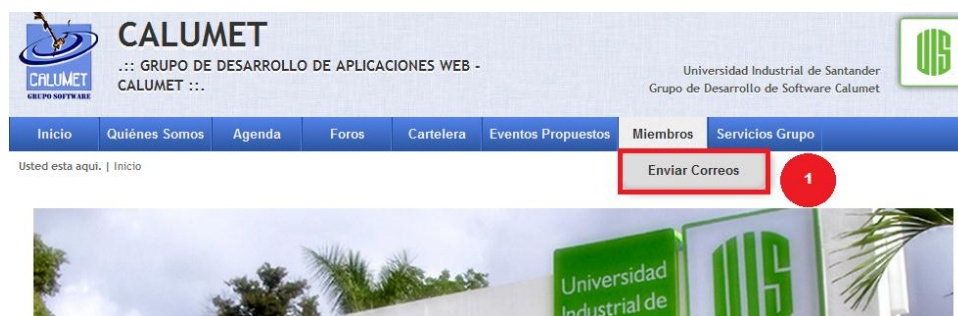 CALUMET
.:: GRUPO DE DESARROLLO DE APLICACIONES WEB -
CALUMET ::.
CALUMET
GRUPO SOFTWARE
Universidad Industrial de Santander
Grupo de Desarrollo de Software Calumet
UIS
Inicio Quiénes Somos Agenda Foros Cartelera Eventos Propuestos Miembros Servicios Grupo
Usted esta aqui. | Inicio
Enviar Correos
1
Universidad
Industrial de
UIS